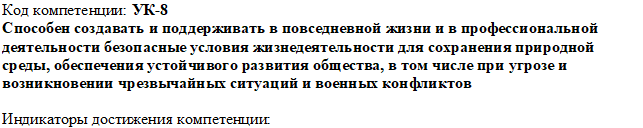 Код компетенции: УК-8
Способен создавать и поддерживать в повседневной жизни и в профессиональной
деятельности безопасные условия жизнедеятельности для сохранения природной
среды, обеспечения устойчивого развития общества, в том числе при угрозе и
возникновении чрезвычайных ситуаций и военных конфликтов
Индикаторы достижения компетенции: